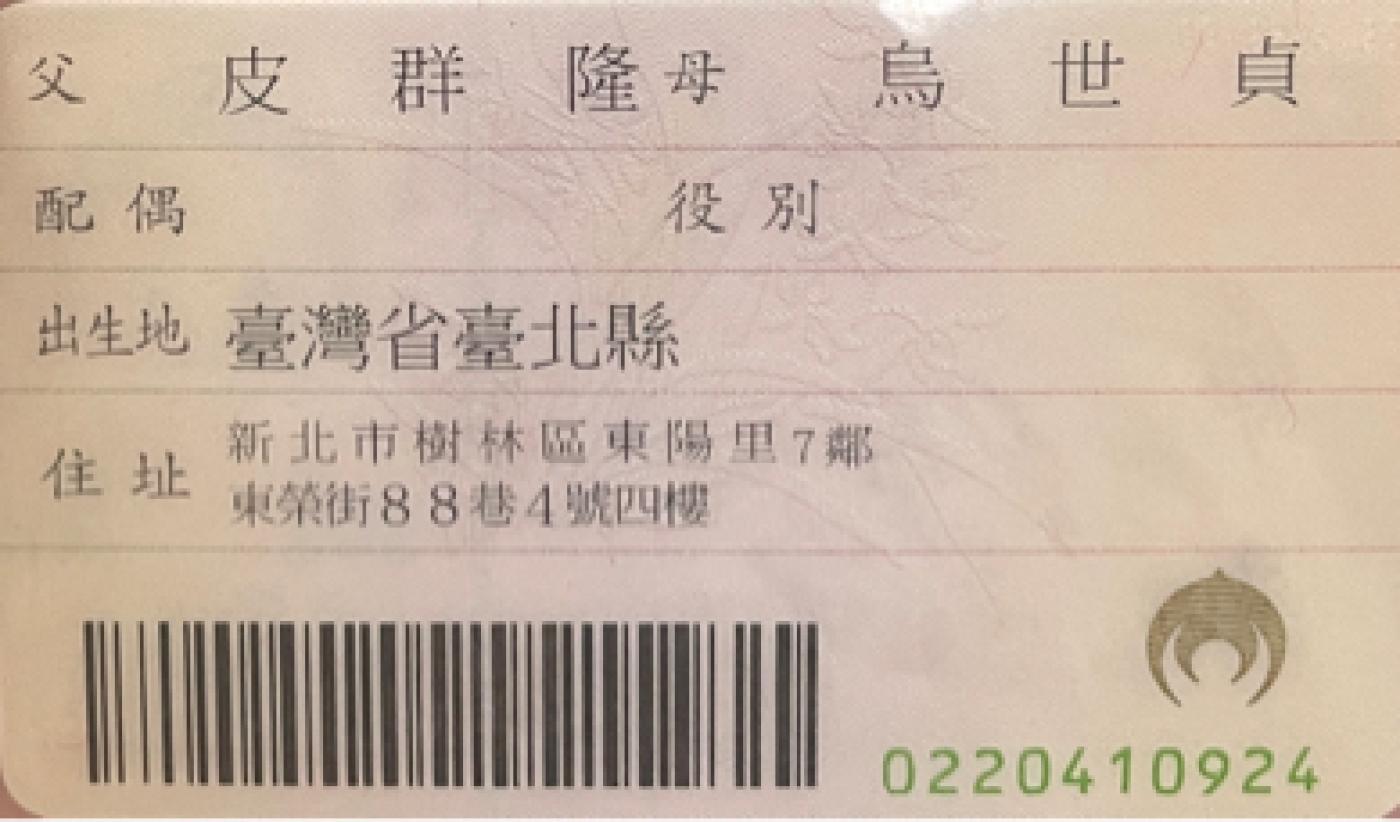 父 皮 群 隆 母 烏 世 貞
配偶 役別
出生地 臺灣省臺北縣
住址 新北市樹林區東陽里7鄰
東榮街88巷4號四樓
0220410924